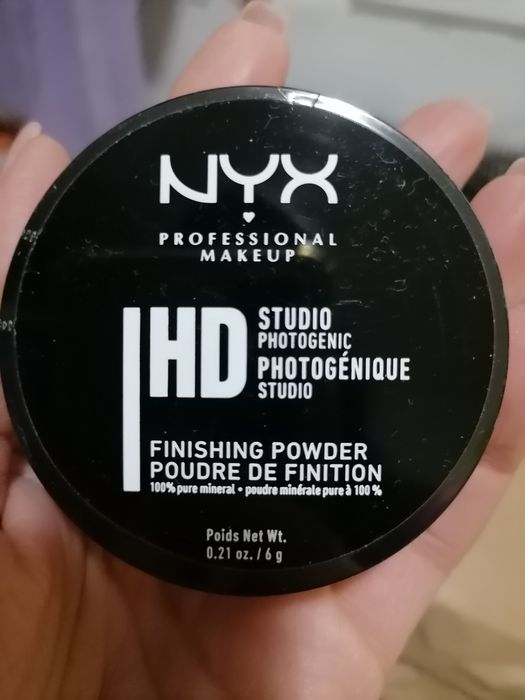 NYX
PROFESSIONAL
MAKEUP
HD
STUDIO
PHOTOGENIC
PHOTOGÉNIQUE
STUDIO
FINISHING POWDER
POUDRE DE FINITION
100% pure mineral • poudre minérale pure à 100 %
Poids Net Wt.
0.21 oz. / 6 g